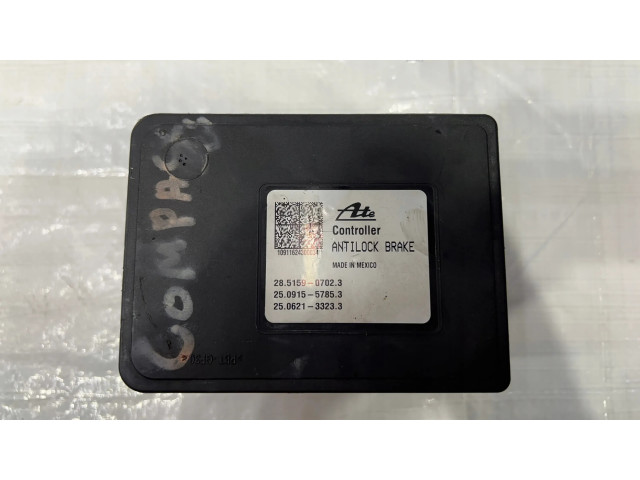 COMPASS
Ate
Controller
ANTILOCK BRAKE
MADE IN MEXICO
28.5159-0702.3
25.0915-5785.3
25.0621-3323.3